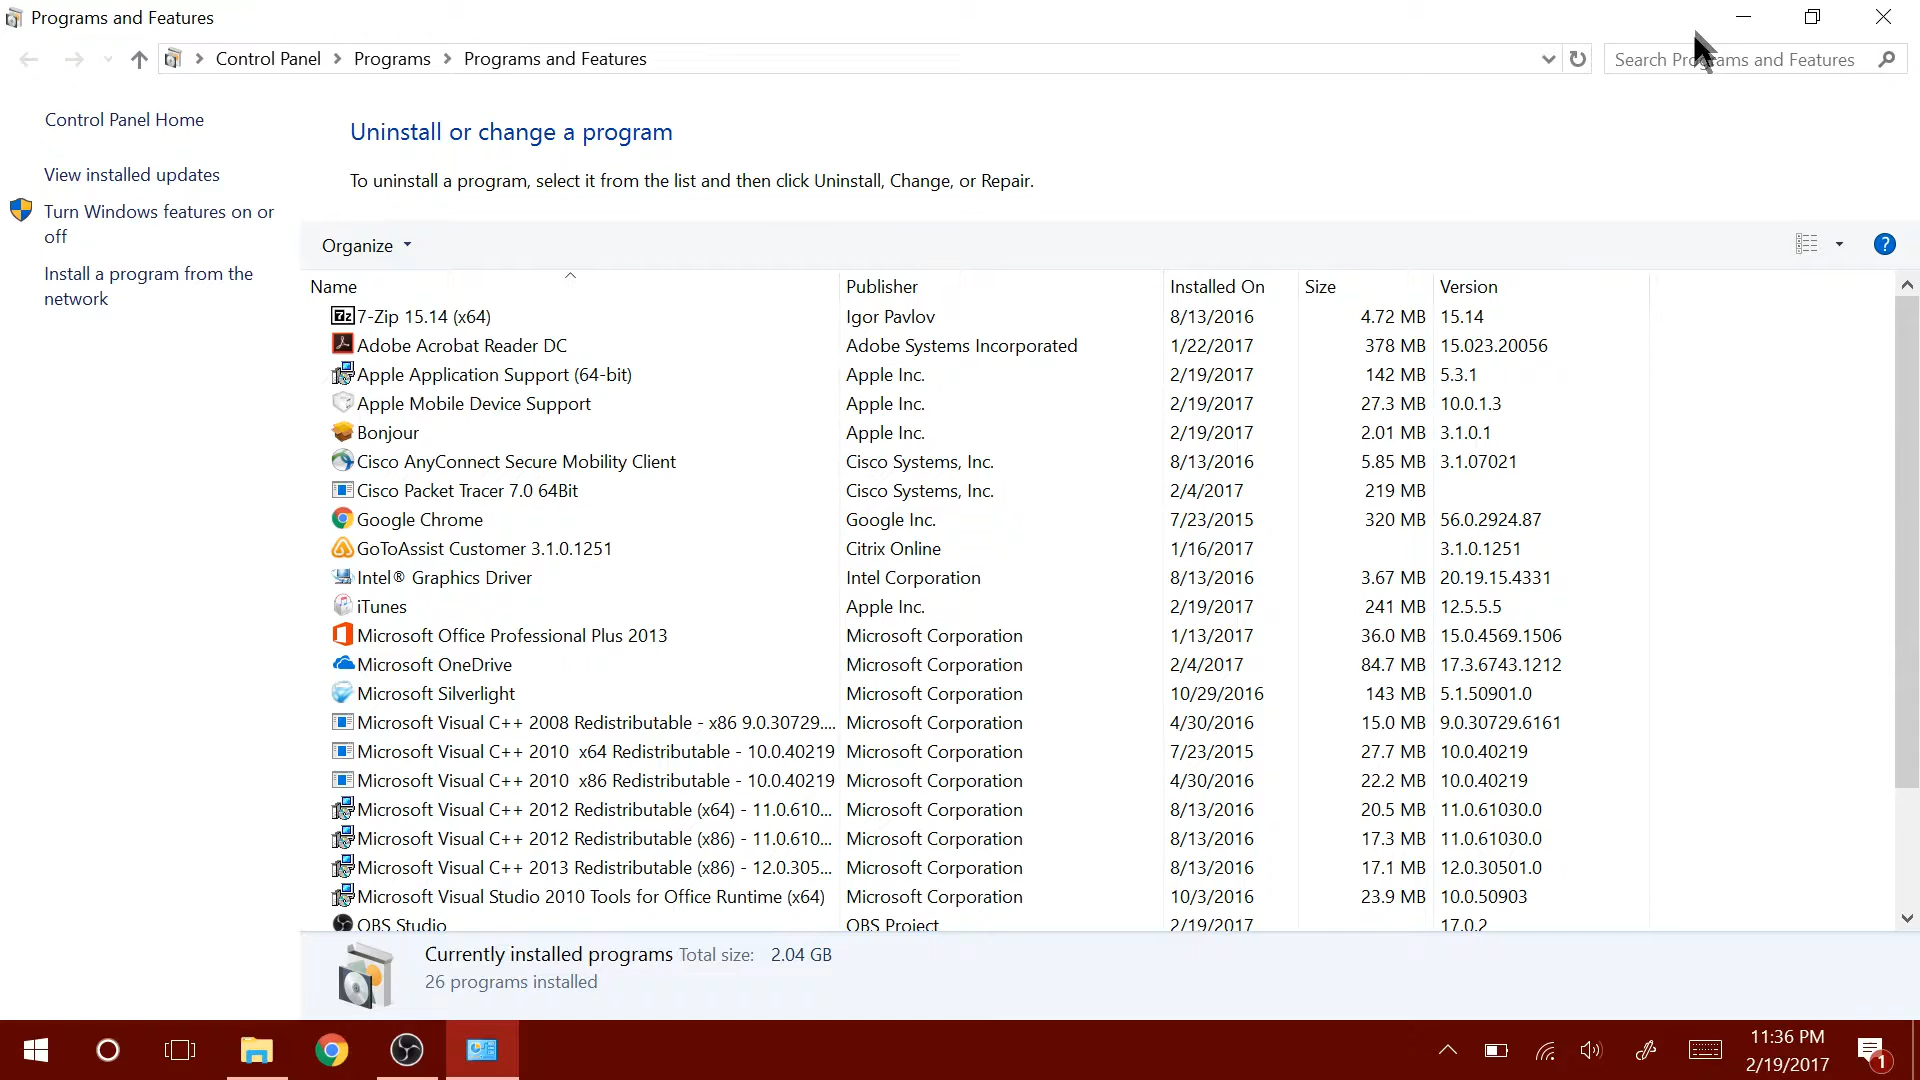 Programs and Features
Control Panel > Programs > Programs and Features
Search Programs and Features
Control Panel Home
View installed updates
Turn Windows features on or
off
Install a program from the
network
Uninstall or change a program
To uninstall a program, select it from the list and then click Uninstall, Change, or Repair.
Organize
Name Publisher Installed On Size Version
7-Zip 15.14 (x64) Igor Pavlov 8/13/2016 4.72 MB 15.14
Adobe Acrobat Reader DC Adobe Systems Incorporated 1/22/2017 378 MB 15.023.20056
Apple Application Support (64-bit) Apple Inc. 2/19/2017 142 MB 5.3.1
Apple Mobile Device Support Apple Inc. 2/19/2017 27.3 MB 10.0.1.3
Bonjour Apple Inc. 2/19/2017 2.01 MB 3.1.0.1
Cisco AnyConnect Secure Mobility Client Cisco Systems, Inc. 8/13/2016 5.85 MB 3.1.07021
Cisco Packet Tracer 7.0 64Bit Cisco Systems, Inc. 2/4/2017 219 MB
Google Chrome Google Inc. 7/23/2015 320 MB 56.0.2924.87
GoToAssist Customer 3.1.0.1251 Citrix Online 1/16/2017 3.1.0.1251
Intel® Graphics Driver Intel Corporation 8/13/2016 3.67 MB 20.19.15.4331
iTunes Apple Inc. 2/19/2017 241 MB 12.5.5.5
Microsoft Office Professional Plus 2013 Microsoft Corporation 1/13/2017 36.0 MB 15.0.4569.1506
Microsoft OneDrive Microsoft Corporation 2/4/2017 84.7 MB 17.3.6743.1212
Microsoft Silverlight Microsoft Corporation 10/29/2016 143 MB 5.1.50901.0
Microsoft Visual C++ 2008 Redistributable - x86 9.0.30729.... Microsoft Corporation 4/30/2016 15.0 MB 9.0.30729.6161
Microsoft Visual C++ 2010 x64 Redistributable - 10.0.40219 Microsoft Corporation 7/23/2015 27.7 MB 10.0.40219
Microsoft Visual C++ 2010 x86 Redistributable - 10.0.40219 Microsoft Corporation 4/30/2016 22.2 MB 10.0.40219
Microsoft Visual C++ 2012 Redistributable (x64) - 11.0.610... Microsoft Corporation 8/13/2016 20.5 MB 11.0.61030.0
Microsoft Visual C++ 2012 Redistributable (x86) - 11.0.610... Microsoft Corporation 8/13/2016 17.3 MB 11.0.61030.0
Microsoft Visual C++ 2013 Redistributable (x86) - 12.0.305... Microsoft Corporation 8/13/2016 17.1 MB 12.0.30501.0
Microsoft Visual Studio 2010 Tools for Office Runtime (x64) Microsoft Corporation 10/3/2016 23.9 MB 10.0.50903
OBS Studio OBS Project 2/19/2017 17.0.2
Currently installed programs Total size: 2.04 GB
26 programs installed
11:36 PM
2/19/2017
1